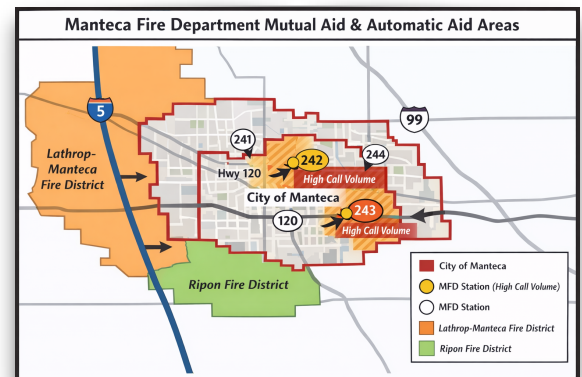 Manteca Fire Department Mutual Aid & Automatic Aid Areas
5
99
241
242
244
Lathrop-
Manteca
Fire District
Hwy 120
High Call Volume
City of Manteca
120
243
High Call Volume
Ripon Fire District
City of Manteca
MFD Station (High Call Volume)
MFD Station
Lathrop-Manteca Fire District
Ripon Fire District